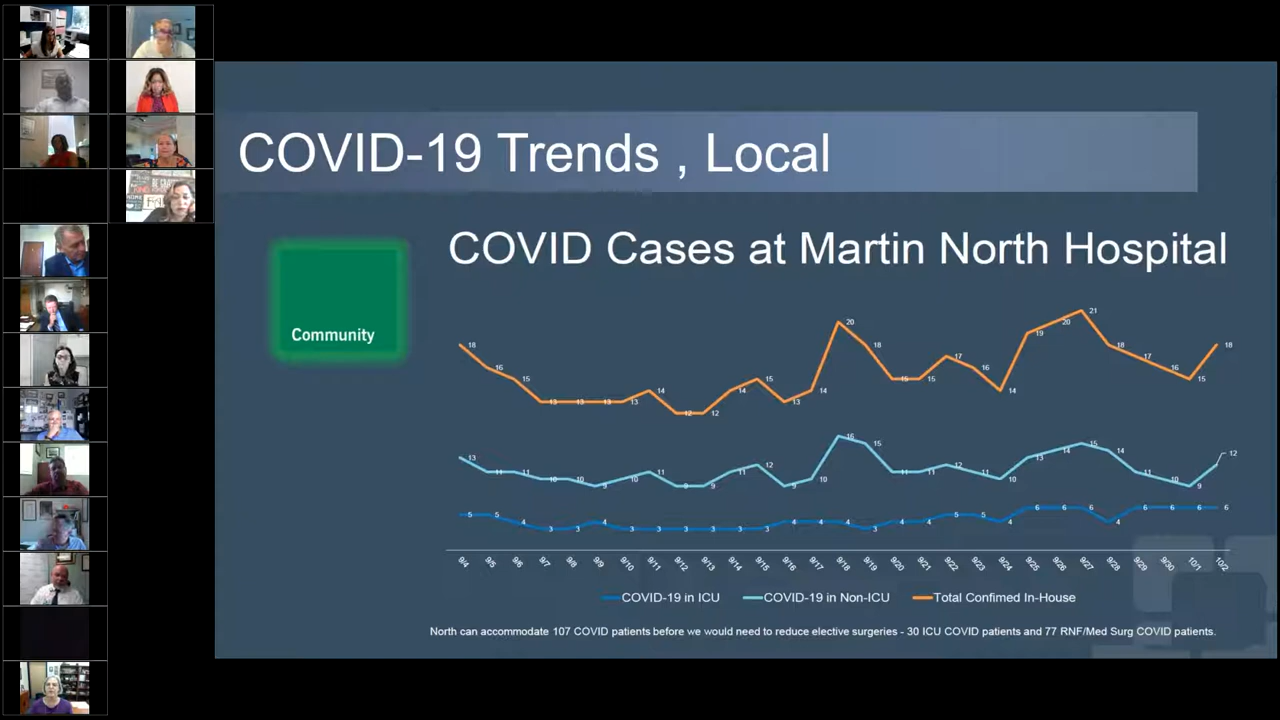 COVID-19 Trends , Local
COVID Cases at Martin North Hospital
Community
18 16 15 13 13 13 13 14 12 12 14 15 13 14 20 18 15 15 17 16 14 19 20 21 18 17 16 15 18
13 11 11 10 10 9 10 11 9 9 11 12 9 10 16 15 11 11 12 11 10 13 14 15 14 11 10 9 12
5 5 4 3 3 4 3 3 3 3 3 3 4 4 4 3 4 4 5 5 4 6 6 6 4 6 6 6 6
9/4 9/5 9/6 9/7 9/8 9/9 9/10 9/11 9/12 9/13 9/14 9/15 9/16 9/17 9/18 9/19 9/20 9/21 9/22 9/23 9/24 9/25 9/26 9/27 9/28 9/29 9/30 10/1 10/2
COVID-19 in ICU COVID-19 in Non-ICU Total Confimed In-House
North can accommodate 107 COVID patients before we would need to reduce elective surgeries - 30 ICU COVID patients and 77 RNF/Med Surg COVID patients.